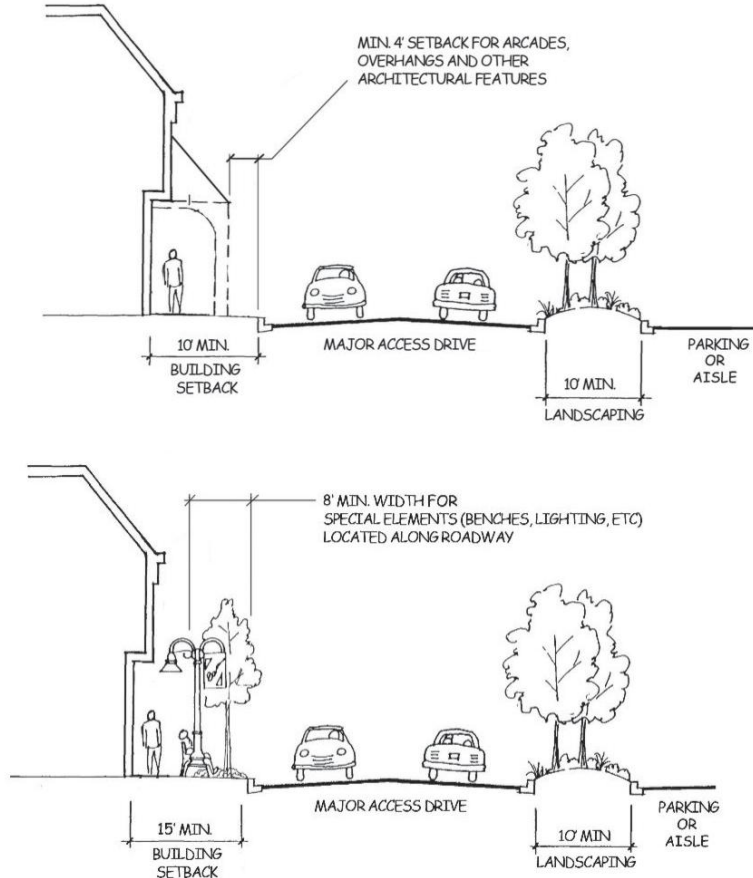 MIN. 4' SETBACK FOR ARCADES,
OVERHANGS AND OTHER
ARCHITECTURAL FEATURES
10' MIN.
BUILDING
SETBACK
MAJOR ACCESS DRIVE
10' MIN.
LANDSCAPING
PARKING
OR
AISLE
8' MIN. WIDTH FOR
SPECIAL ELEMENTS (BENCHES, LIGHTING, ETC)
LOCATED ALONG ROADWAY
15' MIN.
BUILDING
SETBACK
MAJOR ACCESS DRIVE
10' MIN
LANDSCAPING
PARKING
OR
AISLE